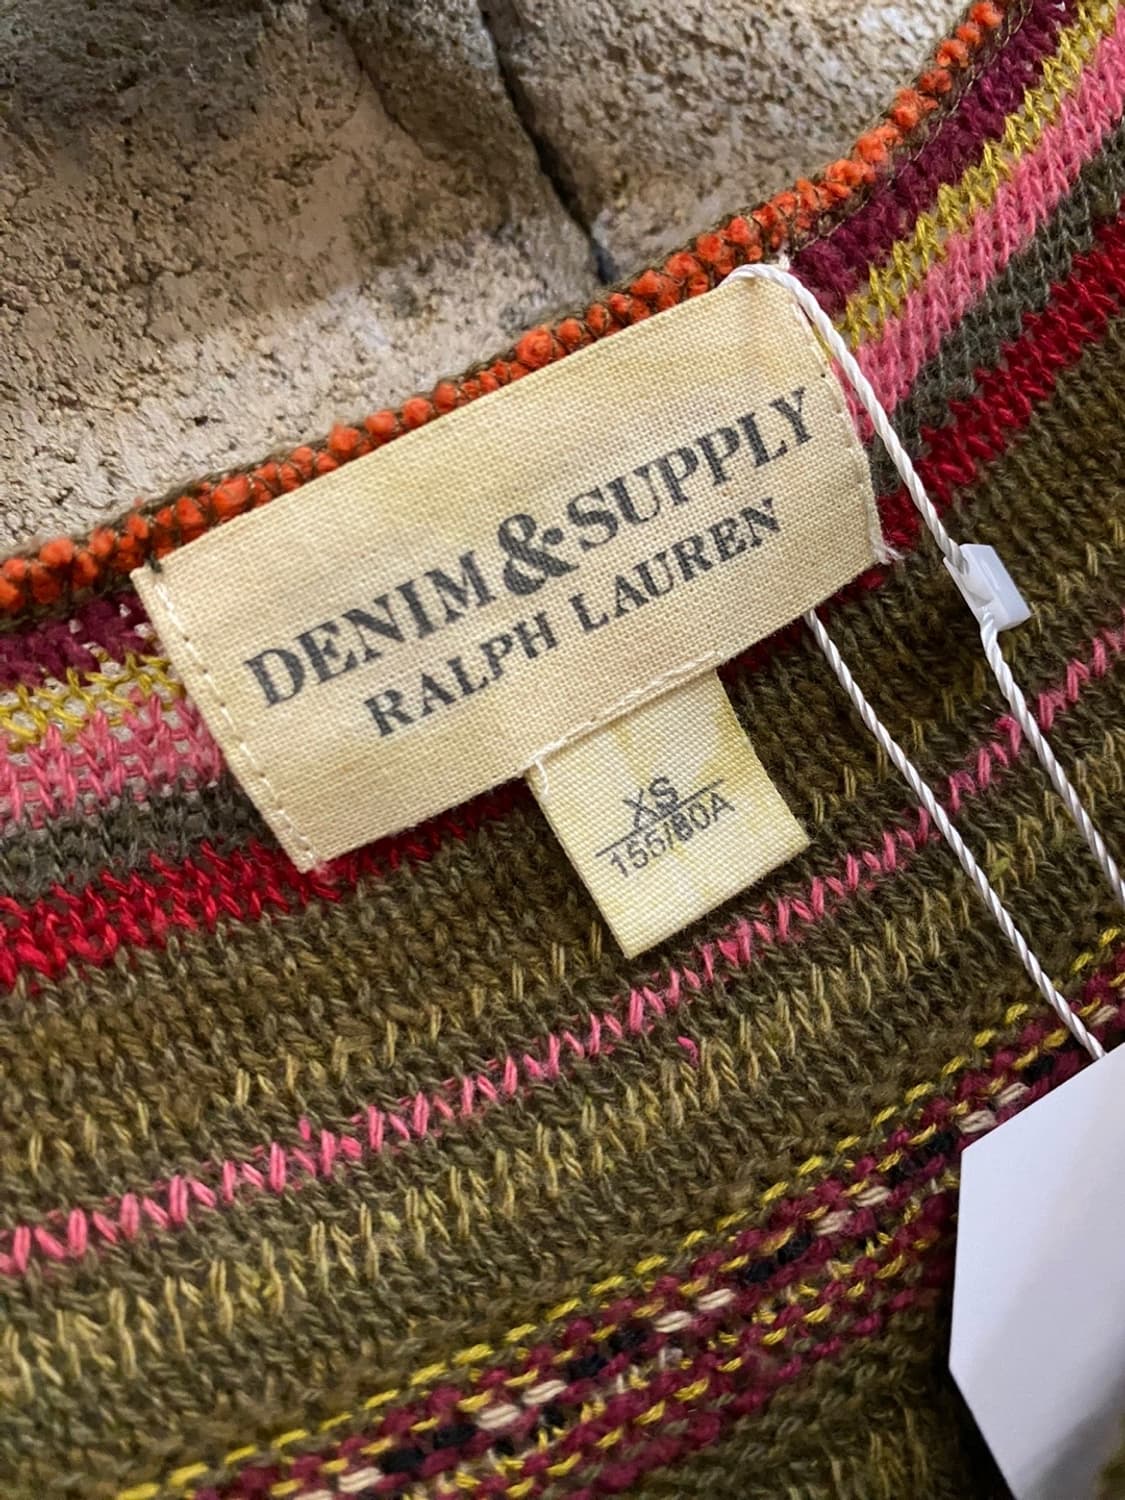 DENIM & SUPPLY
RALPH LAUREN
XS
155/80A